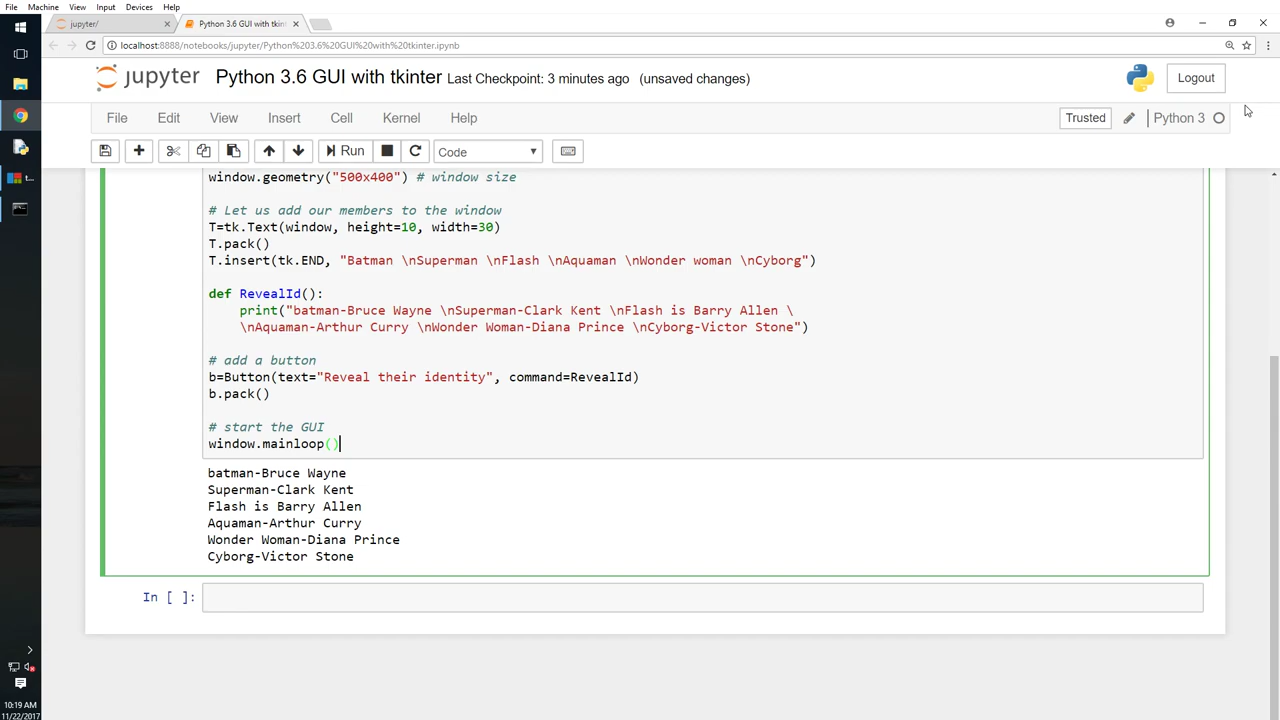 File Machine View Input Devices Help
jupyter/
Python 3.6 GUI with tkin
localhost:8888/notebooks/jupyter/Python%203.6%20GUI%20with%20tkinter.ipynb
jupyter Python 3.6 GUI with tkinter Last Checkpoint: 3 minutes ago (unsaved changes)
Logout
File Edit View Insert Cell Kernel Help
Trusted
Python 3
Run
Code
window.geometry("500x400") # window size
# Let us add our members to the window
T=tk.Text(window, height=10, width=30)
T.pack()
T.insert(tk.END, "Batman \nSuperman \nFlash \nAquaman \nWonder woman \nCyborg")
def RevealId():
print("batman-Bruce Wayne \nSuperman-Clark Kent \nFlash is Barry Allen \
\nAquaman-Arthur Curry \nWonder Woman-Diana Prince \nCyborg-Victor Stone")
# add a button
b=Button(text="Reveal their identity", command=RevealId)
b.pack()
# start the GUI
window.mainloop()
batman-Bruce Wayne
Superman-Clark Kent
Flash is Barry Allen
Aquaman-Arthur Curry
Wonder Woman-Diana Prince
Cyborg-Victor Stone
In [ ]:
10:19 AM
11/22/2017